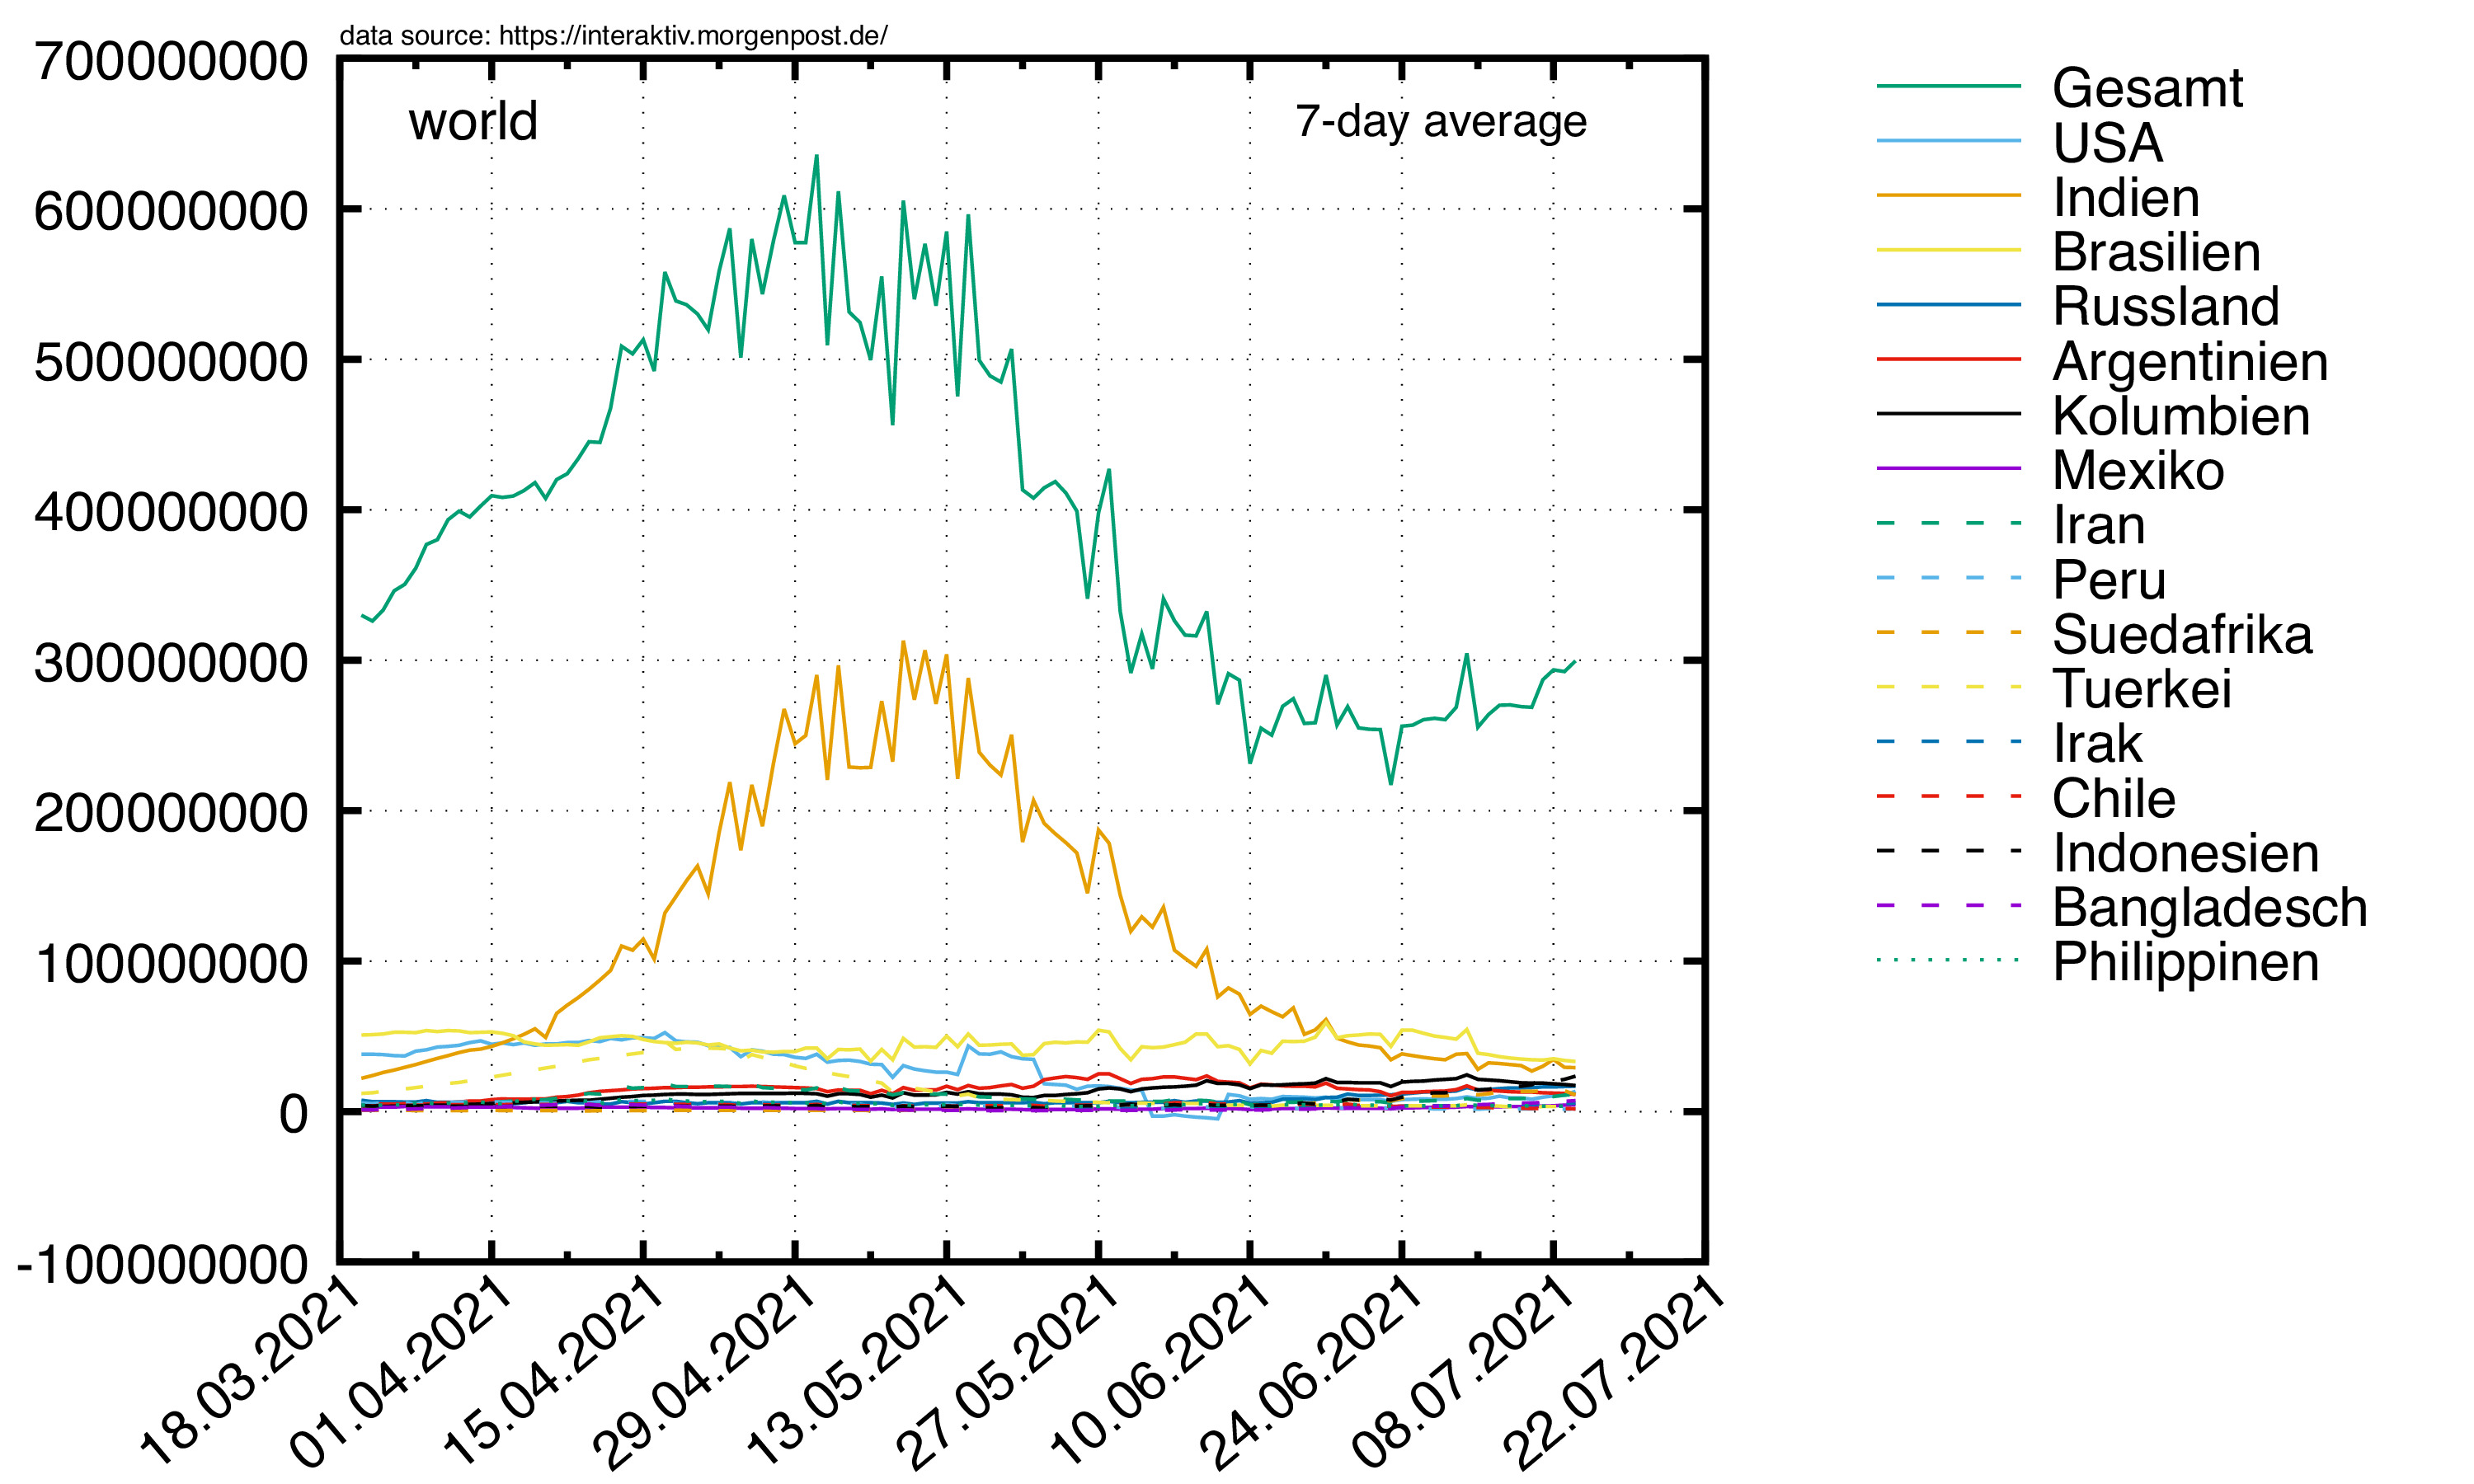 data source: https://interaktiv.morgenpost.de/
world
7-day average
700000000
600000000
500000000
400000000
300000000
200000000
100000000
0
-100000000
18.03.2021
01.04.2021
15.04.2021
29.04.2021
13.05.2021
27.05.2021
10.06.2021
24.06.2021
08.07.2021
22.07.2021
Gesamt
USA
Indien
Brasilien
Russland
Argentinien
Kolumbien
Mexiko
Iran
Peru
Suedafrika
Tuerkei
Irak
Chile
Indonesien
Bangladesch
Philippinen